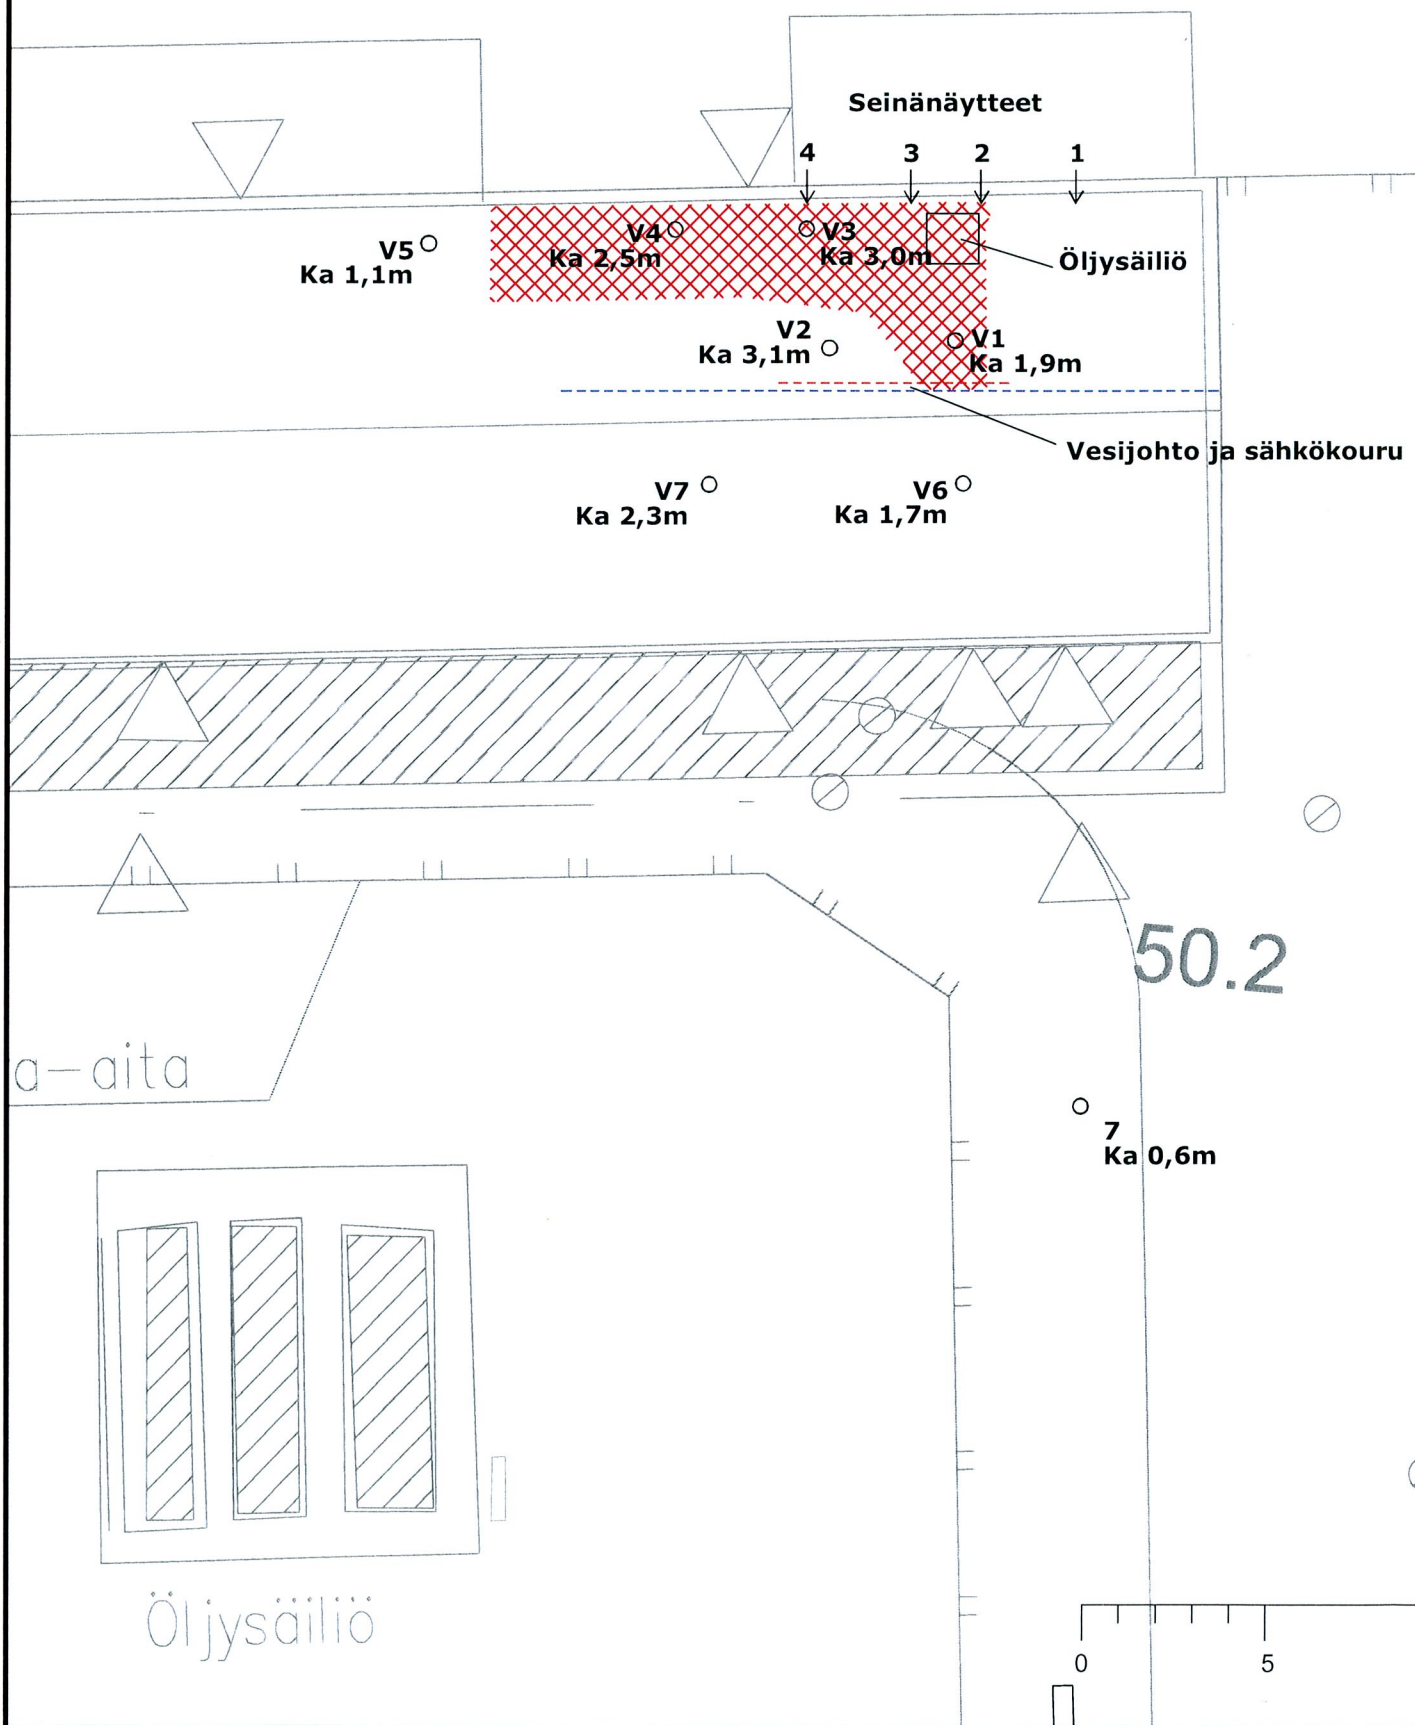 Seinänäytteet
4 3 2 1
V5
Ka 1,1m
V4
Ka 2,5m
V3
Ka 3,0m
Öljysäiliö
V2
Ka 3,1m
V1
Ka 1,9m
Vesijohto ja sähkökouru
V7
Ka 2,3m
V6
Ka 1,7m
50.2
a-aita
7
Ka 0,6m
Öljysäiliö
0 5